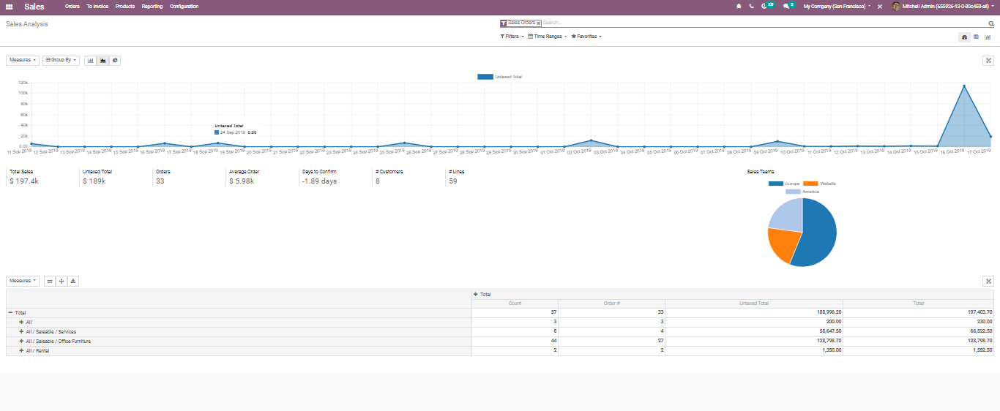 Sales Orders To Invoice Products Reporting Configuration 20 2 My Company (San Francisco) Mitchell Admin (655926-13-0-80c458-all)
Sales Analysis Sales Orders Search...
Filters Time Ranges Favorites
Measures Group By
Untaxed Total
120k
100k
80k
60k
40k
20k
0.00
Untaxed Total
24 Sep 2019 0.00
11 Sep 2019 12 Sep 2019 13 Sep 2019 14 Sep 2019 15 Sep 2019 16 Sep 2019 17 Sep 2019 18 Sep 2019 19 Sep 2019 20 Sep 2019 21 Sep 2019 22 Sep 2019 23 Sep 2019 24 Sep 2019 25 Sep 2019 26 Sep 2019 27 Sep 2019 28 Sep 2019 29 Sep 2019 30 Sep 2019 01 Oct 2019 02 Oct 2019 03 Oct 2019 04 Oct 2019 05 Oct 2019 06 Oct 2019 07 Oct 2019 08 Oct 2019 09 Oct 2019 10 Oct 2019 11 Oct 2019 12 Oct 2019 13 Oct 2019 14 Oct 2019 15 Oct 2019 16 Oct 2019 17 Oct 2019
Total Sales Untaxed Total Orders Average Order Days to Confirm # Customers # Lines
$ 197.4k $ 189k 33 $ 5.98k -1.89 days 8 59
Sales Teams
Europe Website
America
Measures
Total
Count Order # Untaxed Total Total
Total 57 33 188,996.20 197,403.70
All 3 3 200.00 230.00
All / Saleable / Services 8 4 58,647.50 66,822.50
All / Saleable / Office Furniture 44 27 128,798.70 128,798.70
All / Rental 2 2 1,350.00 1,552.50